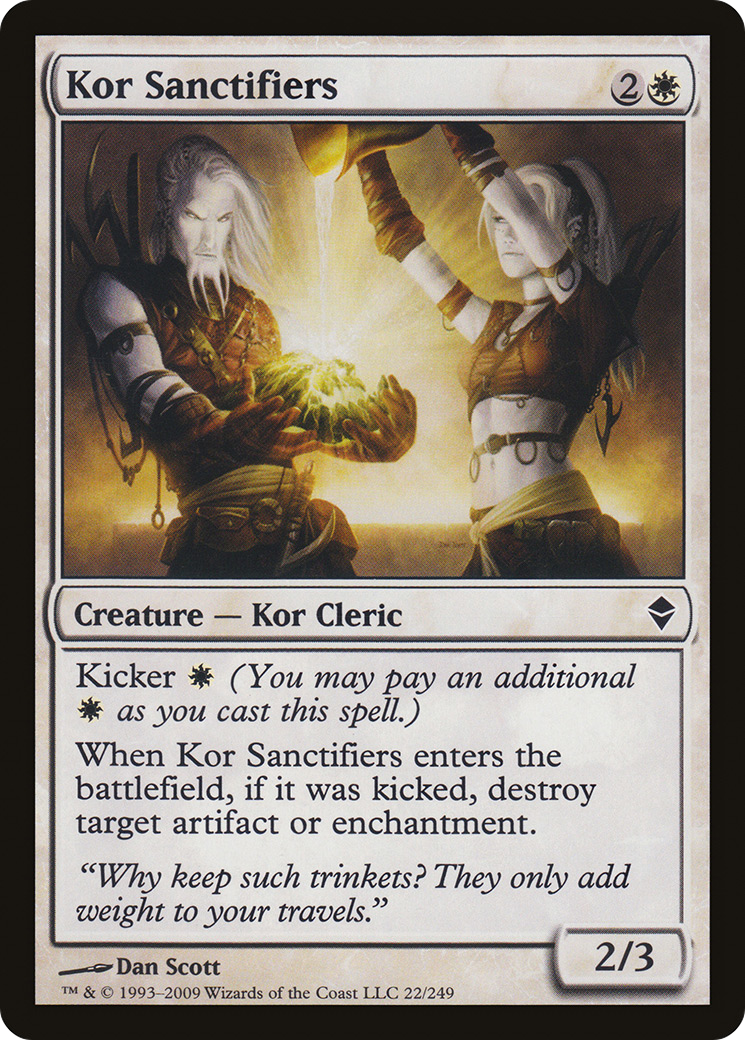 Kor Sanctifiers 2
Creature — Kor Cleric
Kicker (You may pay an additional
as you cast this spell.)
When Kor Sanctifiers enters the
battlefield, if it was kicked, destroy
target artifact or enchantment.
“Why keep such trinkets? They only add
weight to your travels.”
2/3
Dan Scott
™ & © 1993–2009 Wizards of the Coast LLC 22/249